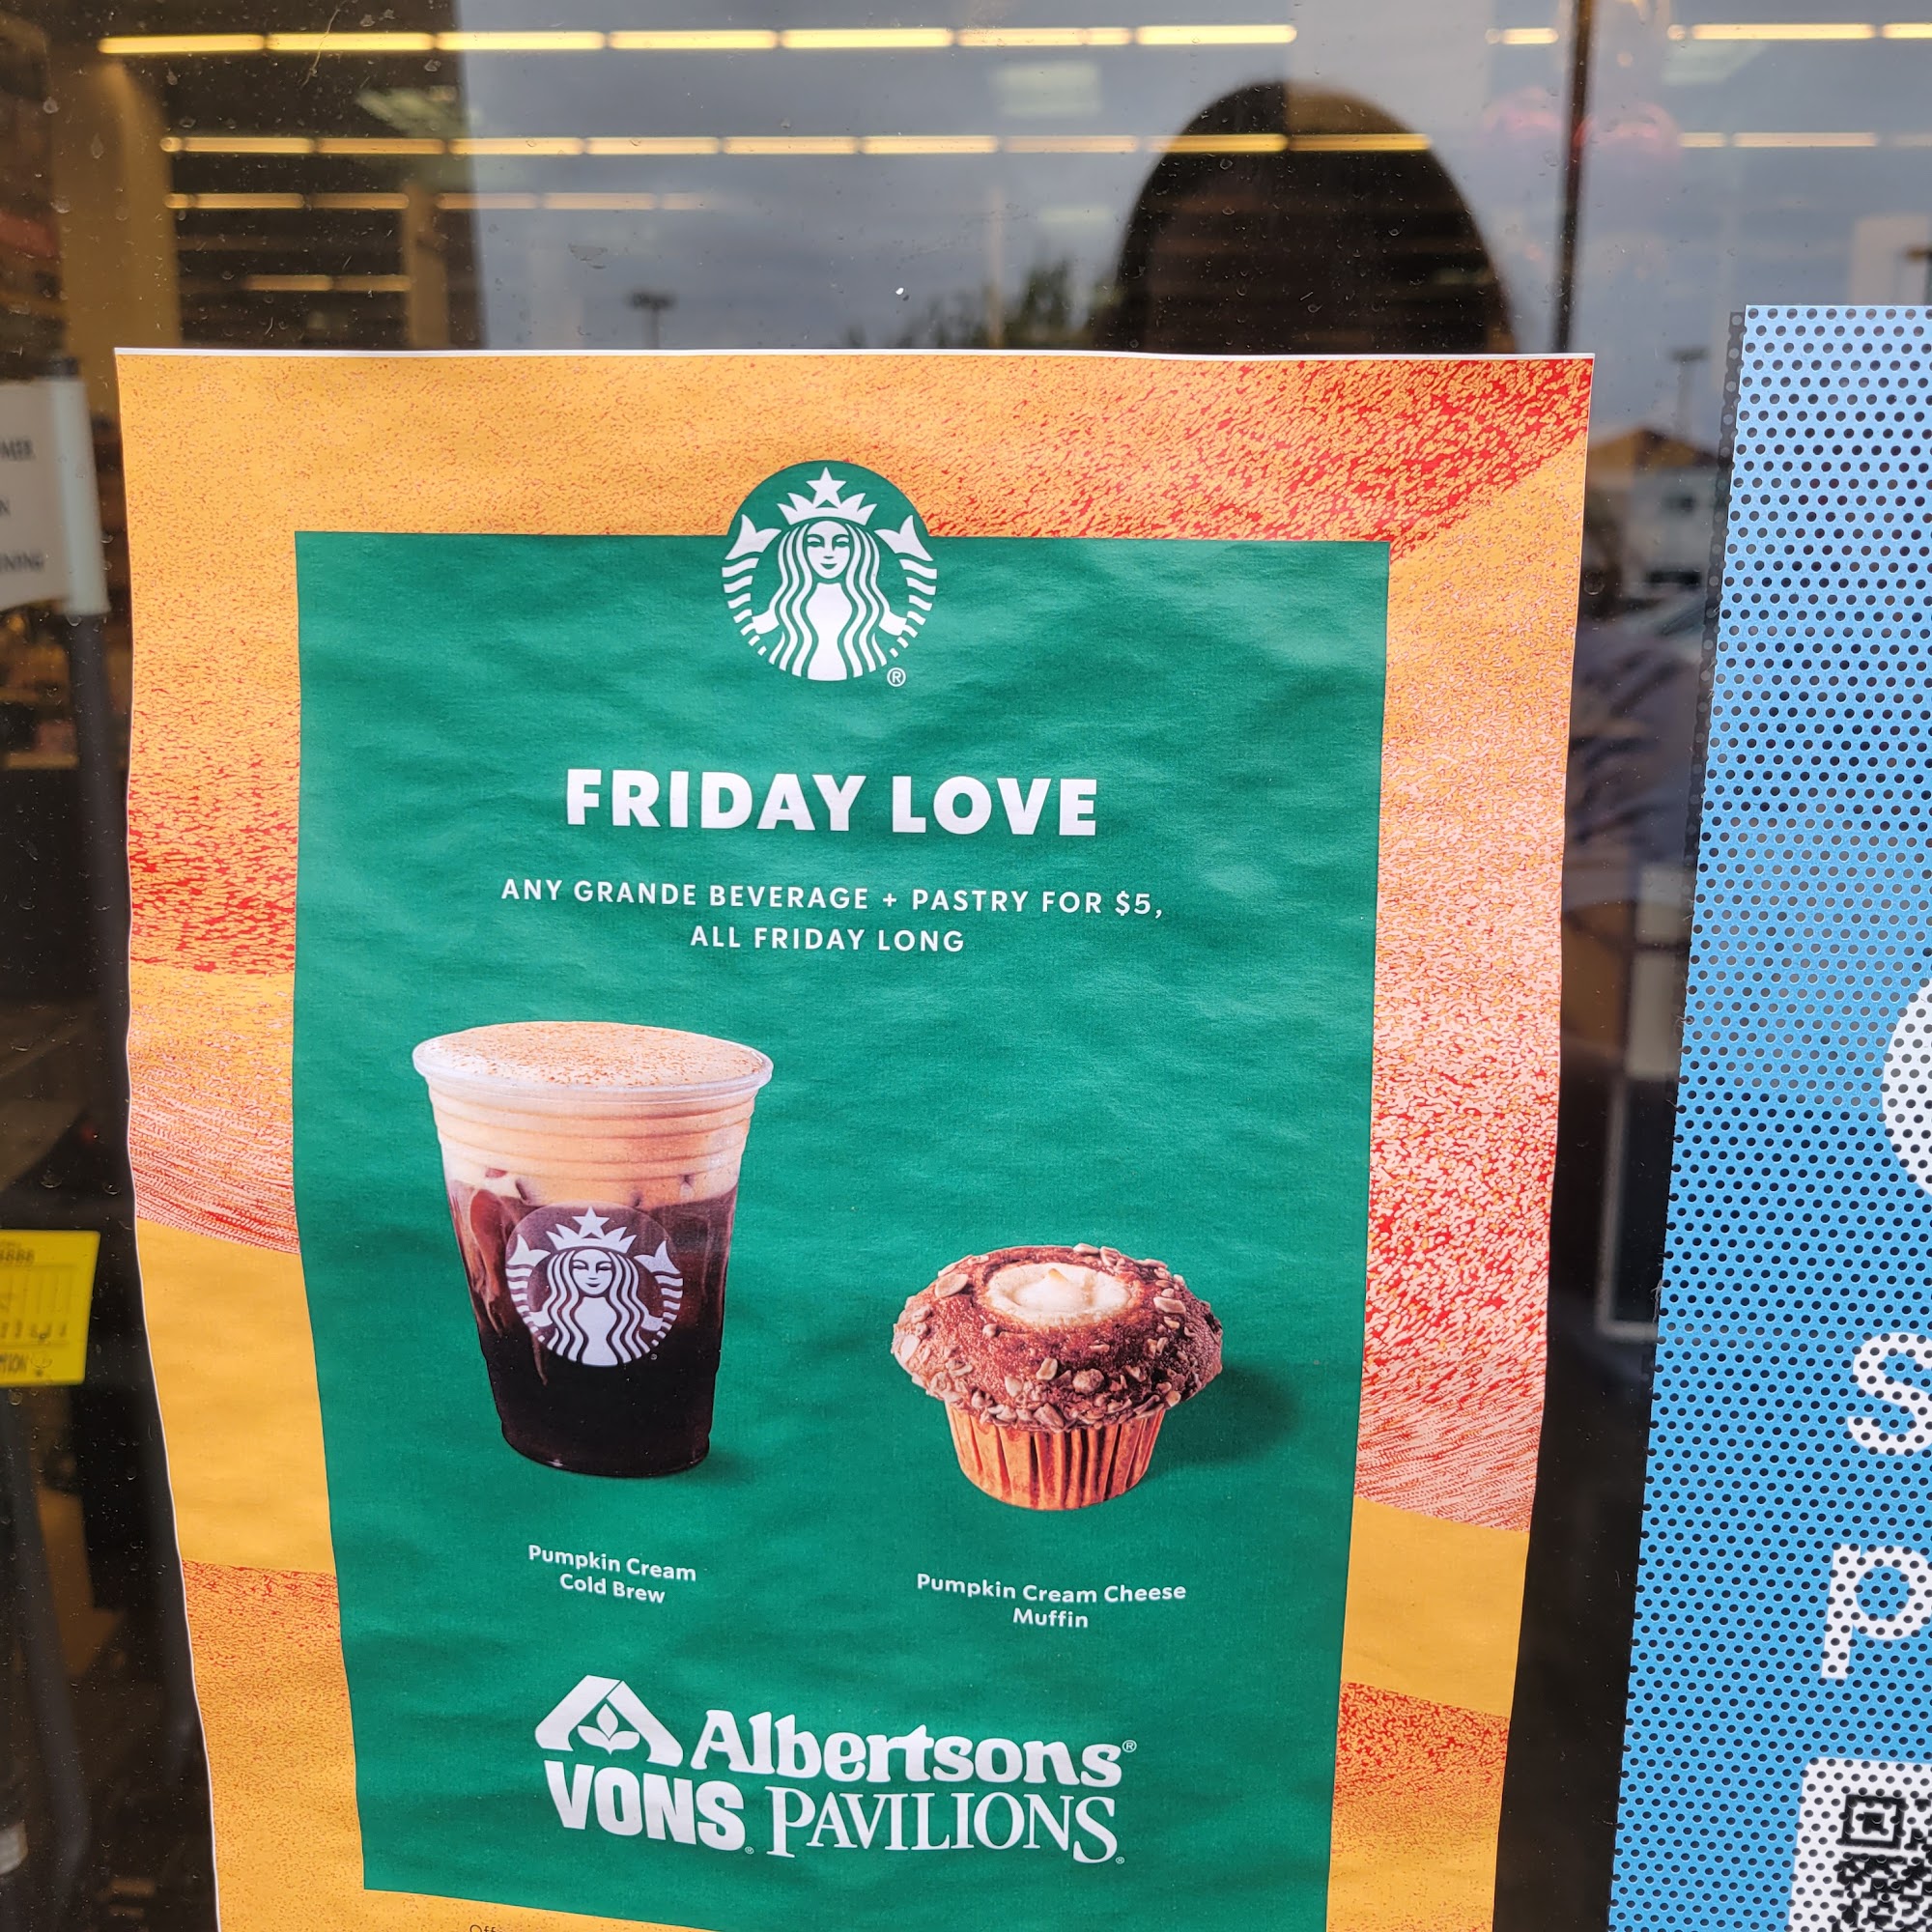 FRIDAY LOVE
ANY GRANDE BEVERAGE + PASTRY FOR $5,
ALL FRIDAY LONG
Pumpkin Cream
Cold Brew
Pumpkin Cream Cheese
Muffin
Albertsons®
VONS® PAVILIONS®